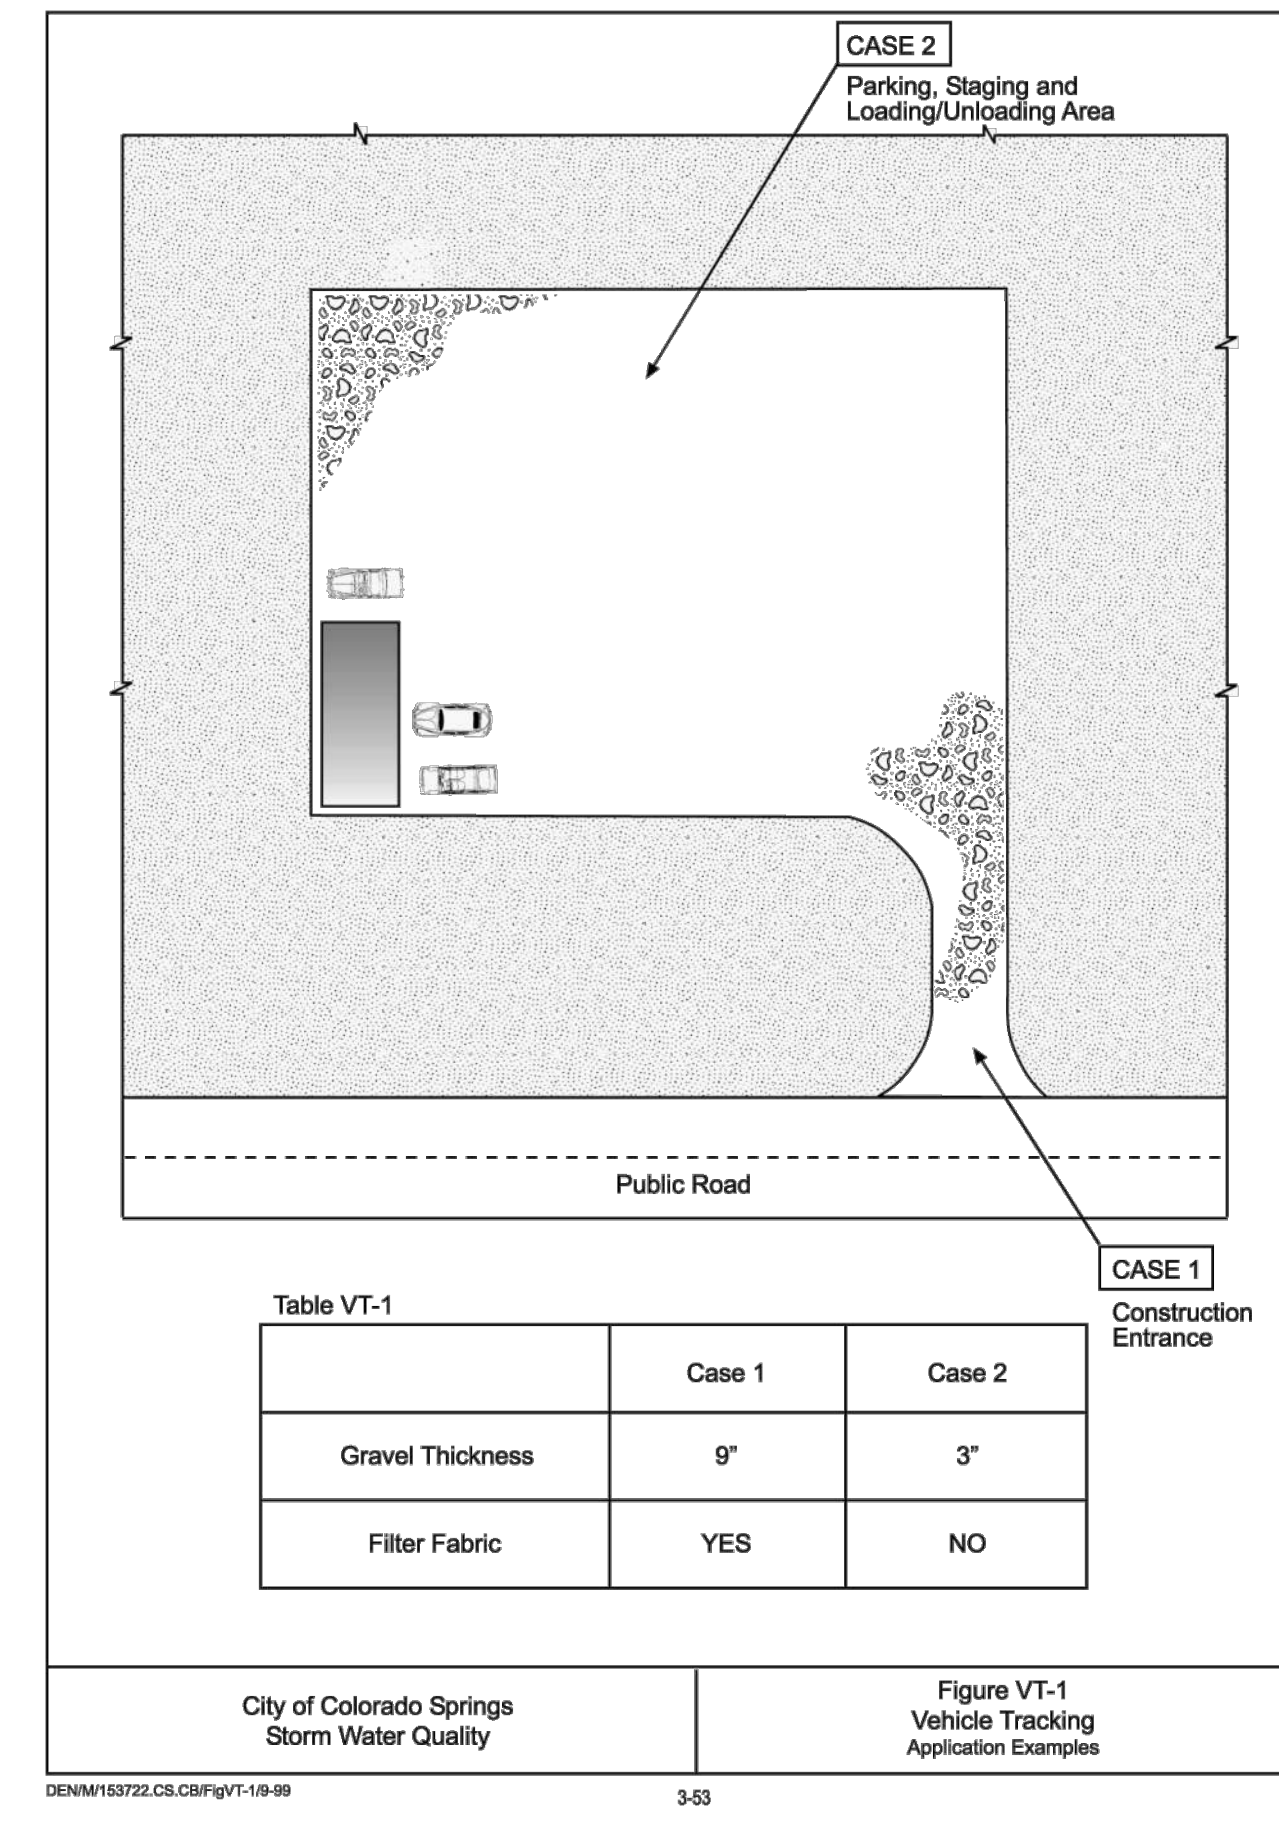 CASE 2
Parking, Staging and
Loading/Unloading Area
Public Road
CASE 1
Construction
Entrance
Table VT-1
Case 1 Case 2
Gravel Thickness 9” 3”
Filter Fabric YES NO
City of Colorado Springs
Storm Water Quality
Figure VT-1
Vehicle Tracking
Application Examples
DEN/M/153722.CS.CB/FigVT-1/9-99
3-53